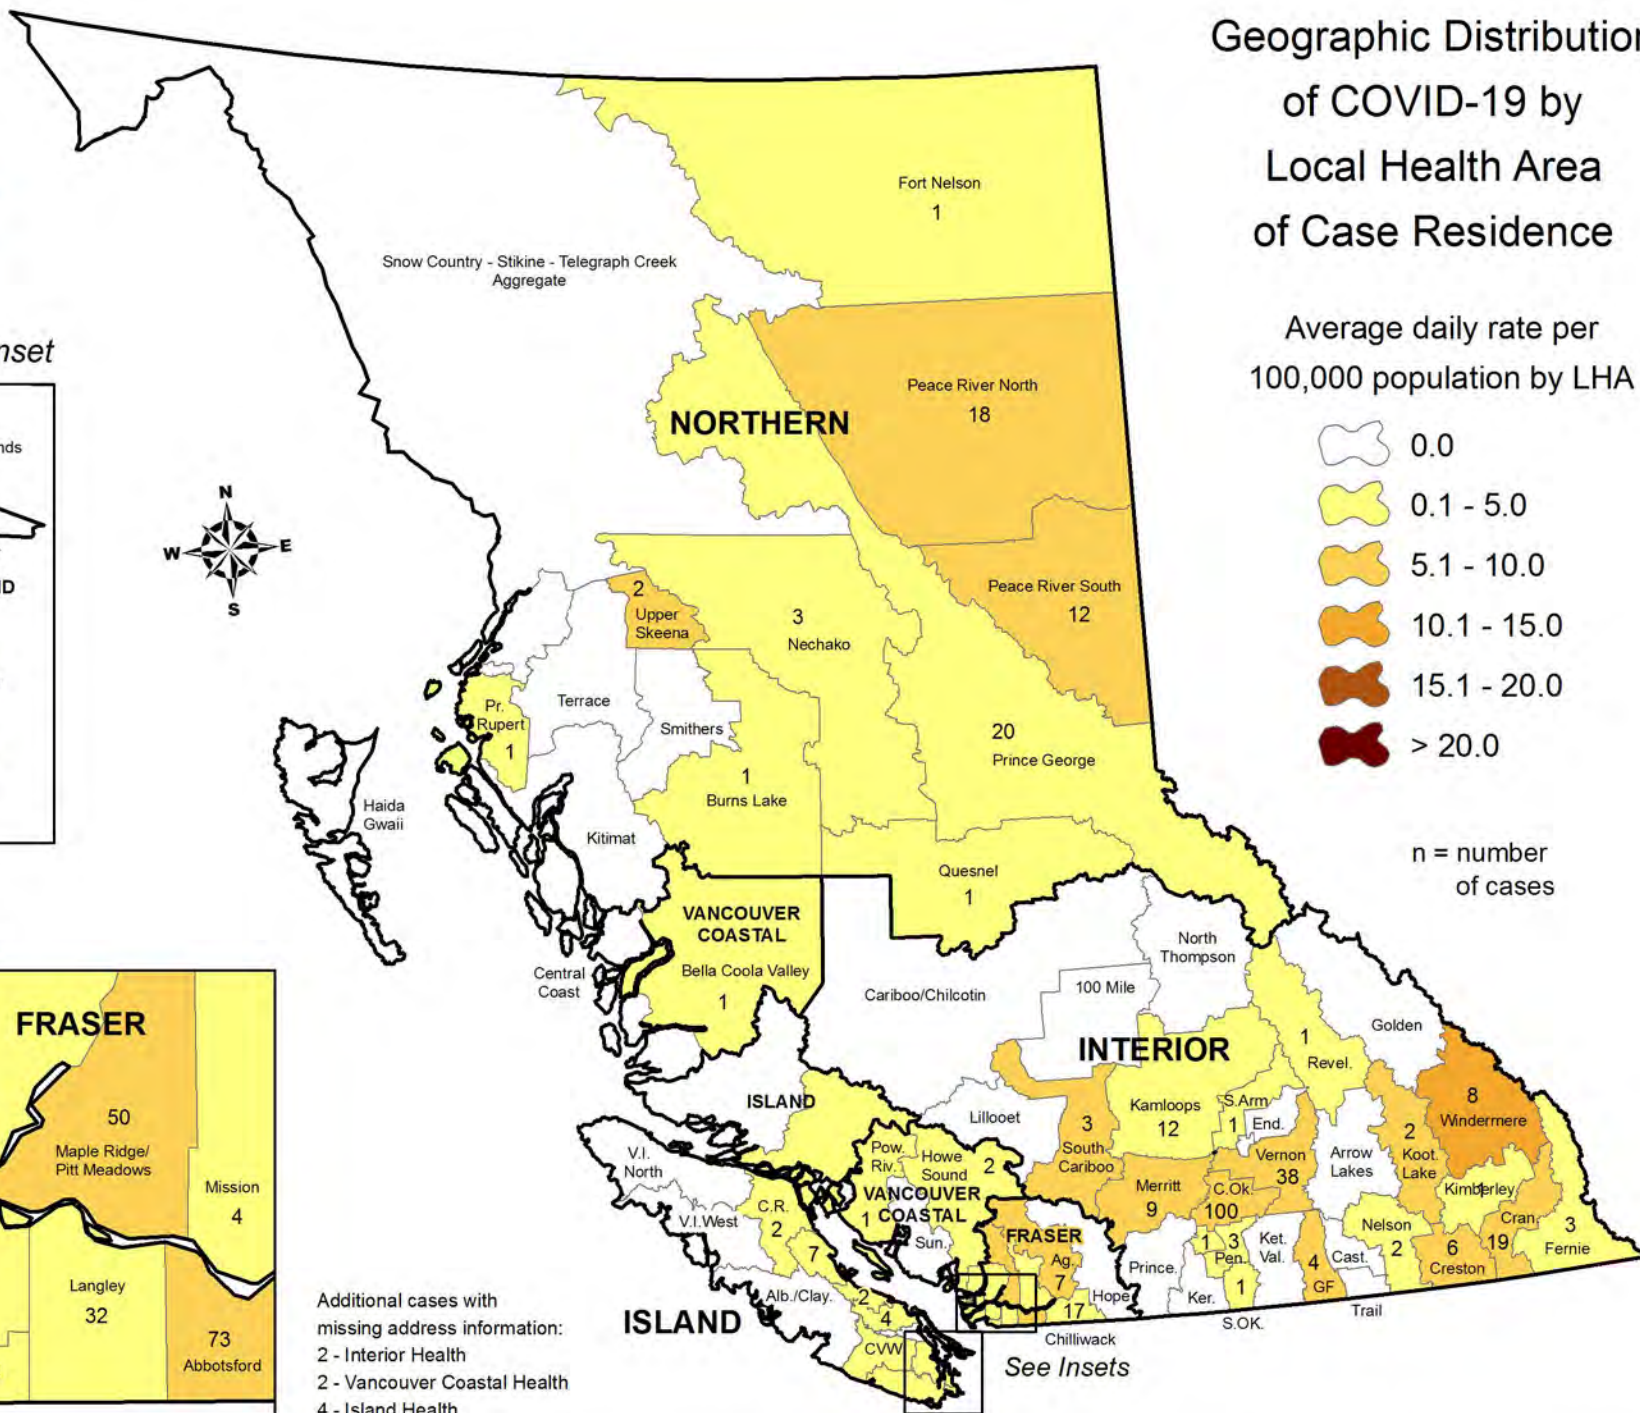 Geographic Distribution
of COVID-19 by
Local Health Area
of Case Residence
Average daily rate per
100,000 population by LHA
0.0
0.1 - 5.0
5.1 - 10.0
10.1 - 15.0
15.1 - 20.0
> 20.0
n = number
of cases
Fort Nelson
1
Snow Country - Stikine - Telegraph Creek
Aggregate
Peace River North
18
NORTHERN
N
W
E
S
Peace River South
12
2
Upper
Skeena
3
Nechako
Terrace
Pr.
Rupert
1
Smithers
20
Prince George
1
Burns Lake
Haida
Gwaii
Kitimat
Quesnel
1
VANCOUVER
COASTAL
Bella Coola Valley
1
Central
Coast
North
Thompson
100 Mile
Cariboo/Chilcotin
INTERIOR
Golden
1
Revel.
8
Windermere
ISLAND
Lillooet
3
South
Cariboo
Kamloops
12
S.Arm
1
End.
Vernon
38
Arrow
Lakes
2
Koot.
Lake
Kimberley
1
V.I.
North
Pow.
Riv.
Howe
Sound
2
VANCOUVER
COASTAL
1
Merritt
9
C.Ok.
100
C.R.
2
V.I.West
Sun.
FRASER
Ag.
7
Hope
Prince.
1
3
Pen.
Ket.
Val.
4
GF
Cast.
Nelson
2
6
Creston
Cran.
19
3
Fernie
7
Alb./Clay.
2
4
CVW
17
Chilliwack
Ker.
1
S.OK.
Trail
ISLAND
See Insets
FRASER
50
Maple Ridge/
Pitt Meadows
Mission
4
Langley
32
73
Abbotsford
Additional cases with
missing address information:
2 - Interior Health
2 - Vancouver Coastal Health
4 - Island Health